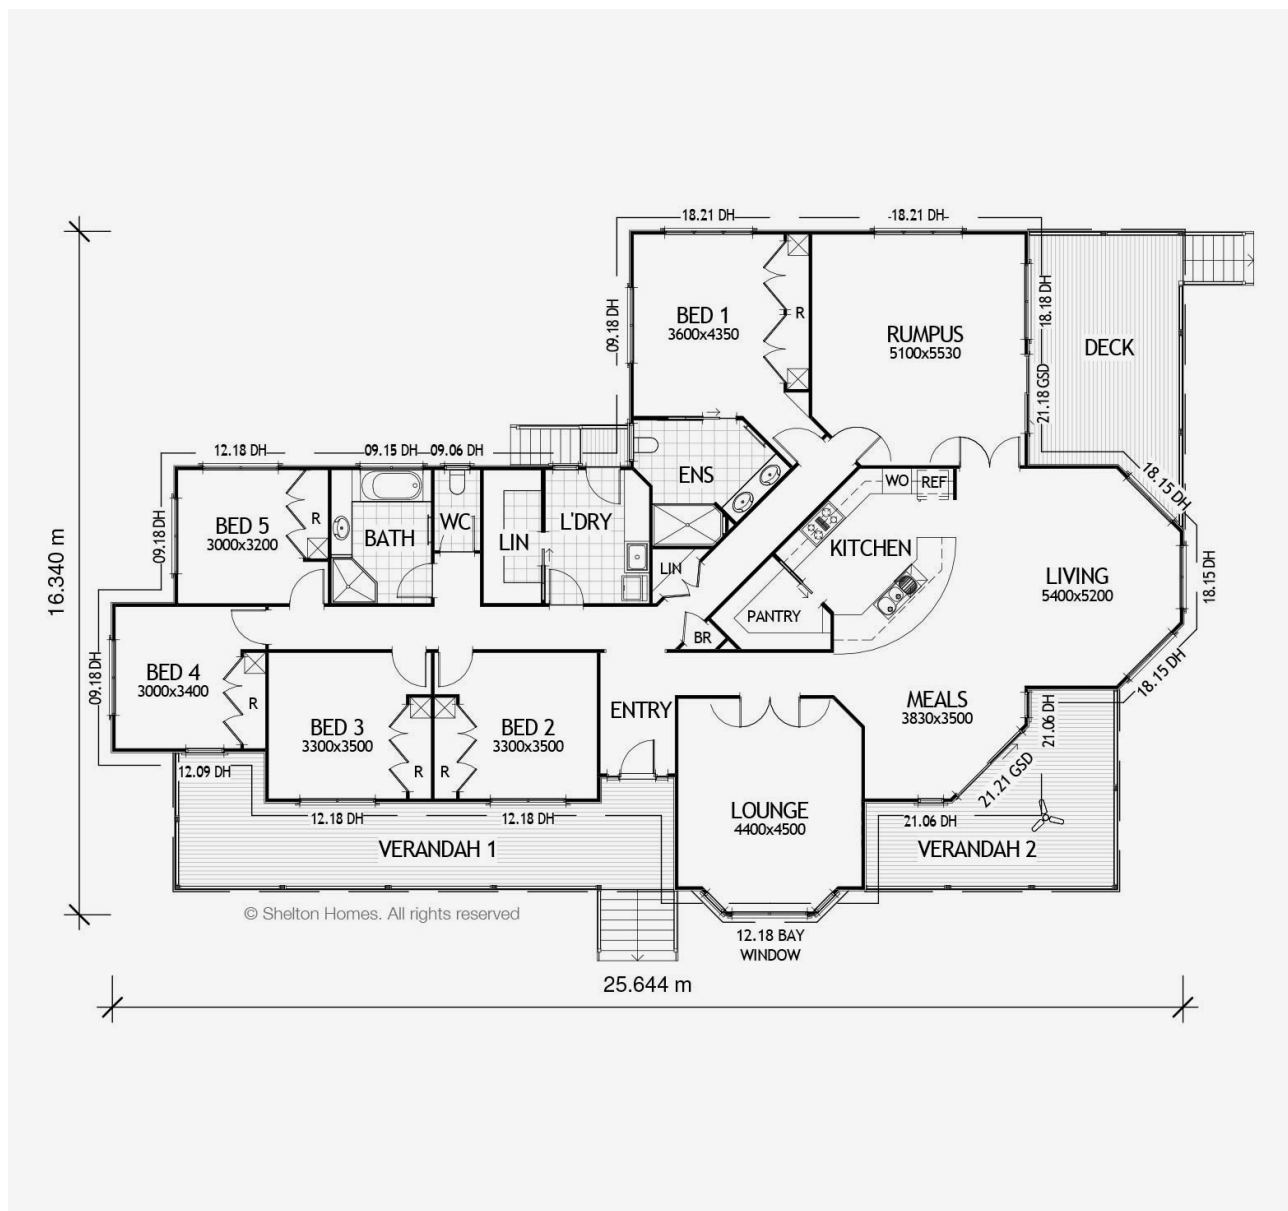 18.21 DH
18.21 DH
09.18 DH
BED 1
3600x4350
R
RUMPUS
5100x5530
18.18 DH
DECK
21.18 GSD
12.18 DH
09.15 DH
09.06 DH
ENS
WO
REF
18.15 DH
09.18 DH
BED 5
3000x3200
R
BATH
WC
LIN
L'DRY
LIN
KITCHEN
LIVING
5400x5200
18.15 DH
16.340 m
PANTRY
BR
18.15 DH
09.18 DH
BED 4
3000x3400
R
BED 3
3300x3500
R
BED 2
3300x3500
R
ENTRY
MEALS
3830x3500
21.06 DH
21.21 GSD
12.09 DH
12.18 DH
12.18 DH
LOUNGE
4400x4500
21.06 DH
VERANDAH 1
VERANDAH 2
© Shelton Homes. All rights reserved
12.18 BAY
WINDOW
25.644 m